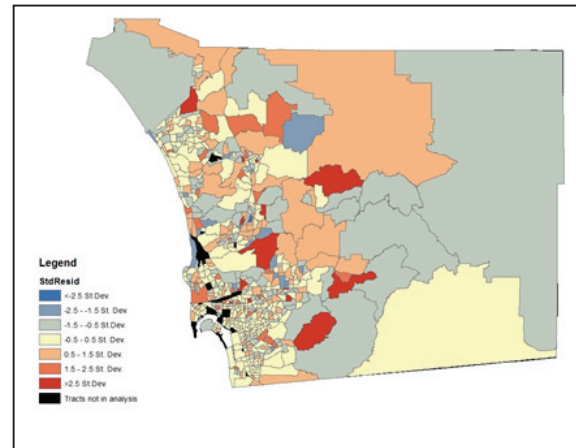 Legend
StdResid
<-2.5 St.Dev.
-2.5 - -1.5 St. Dev.
-1.5 - -0.5 St.Dev.
-0.5 - 0.5 St. Dev.
0.5 - 1.5 St. Dev.
1.5 - 2.5 St. Dev.
>2.5 St.Dev.
Tracts not in analysis